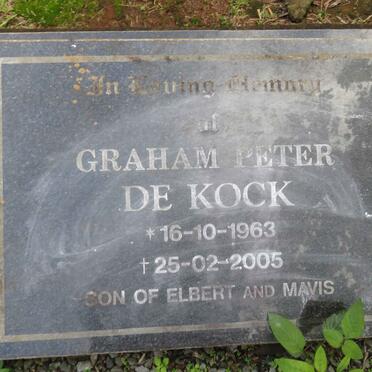 In Loving Memory
of
GRAHAM PETER
DE KOCK
* 16-10-1963
† 25-02-2005
SON OF ELBERT AND MAVIS